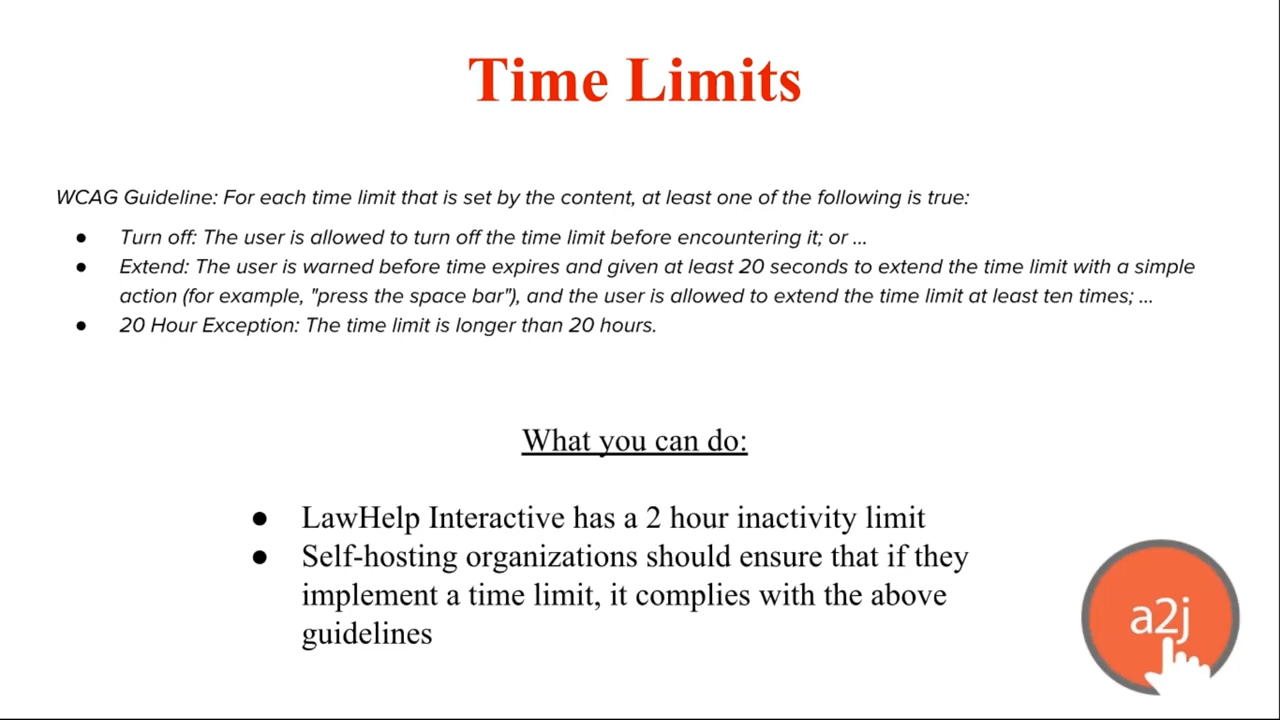 Time Limits
WCAG Guideline: For each time limit that is set by the content, at least one of the following is true:
● Turn off: The user is allowed to turn off the time limit before encountering it; or ...
● Extend: The user is warned before time expires and given at least 20 seconds to extend the time limit with a simple
action (for example, "press the space bar"), and the user is allowed to extend the time limit at least ten times; ...
● 20 Hour Exception: The time limit is longer than 20 hours.
What you can do:
● LawHelp Interactive has a 2 hour inactivity limit
● Self-hosting organizations should ensure that if they
implement a time limit, it complies with the above
guidelines
a2j